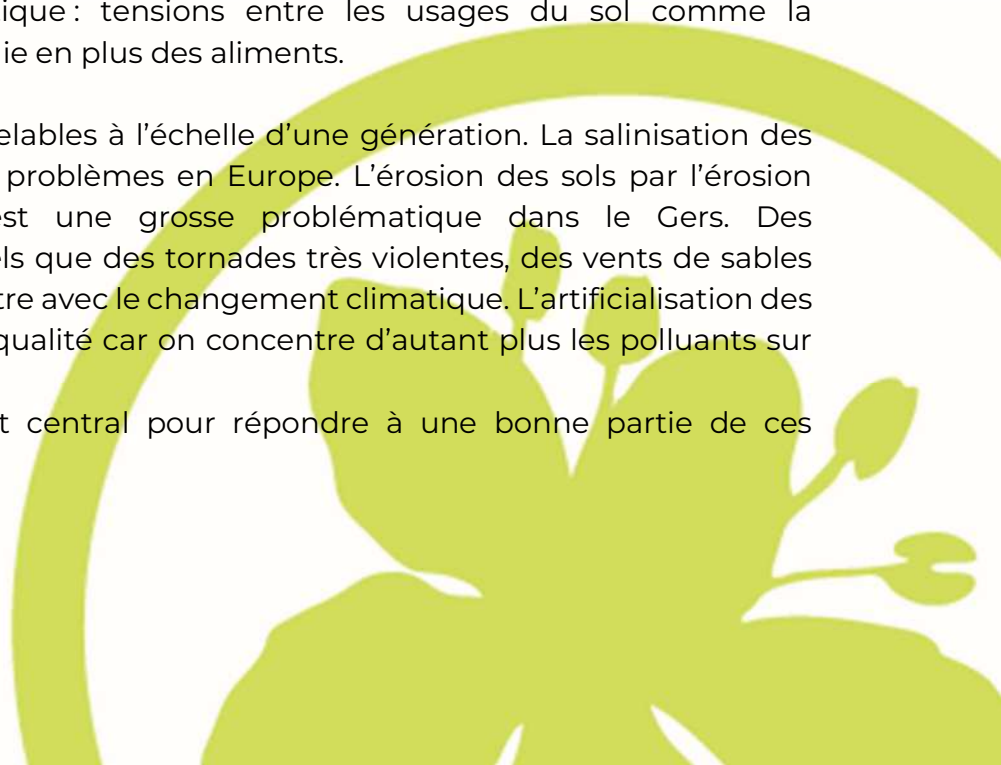 ique : tensions entre les usages du sol comme la
ie en plus des aliments.
elables à l’échelle d’une génération. La salinisation des
problèmes en Europe. L’érosion des sols par l’érosion
est une grosse problématique dans le Gers. Des
els que des tornades très violentes, des vents de sables
tre avec le changement climatique. L’artificialisation des
qualité car on concentre d’autant plus les polluants sur
t central pour répondre à une bonne partie de ces